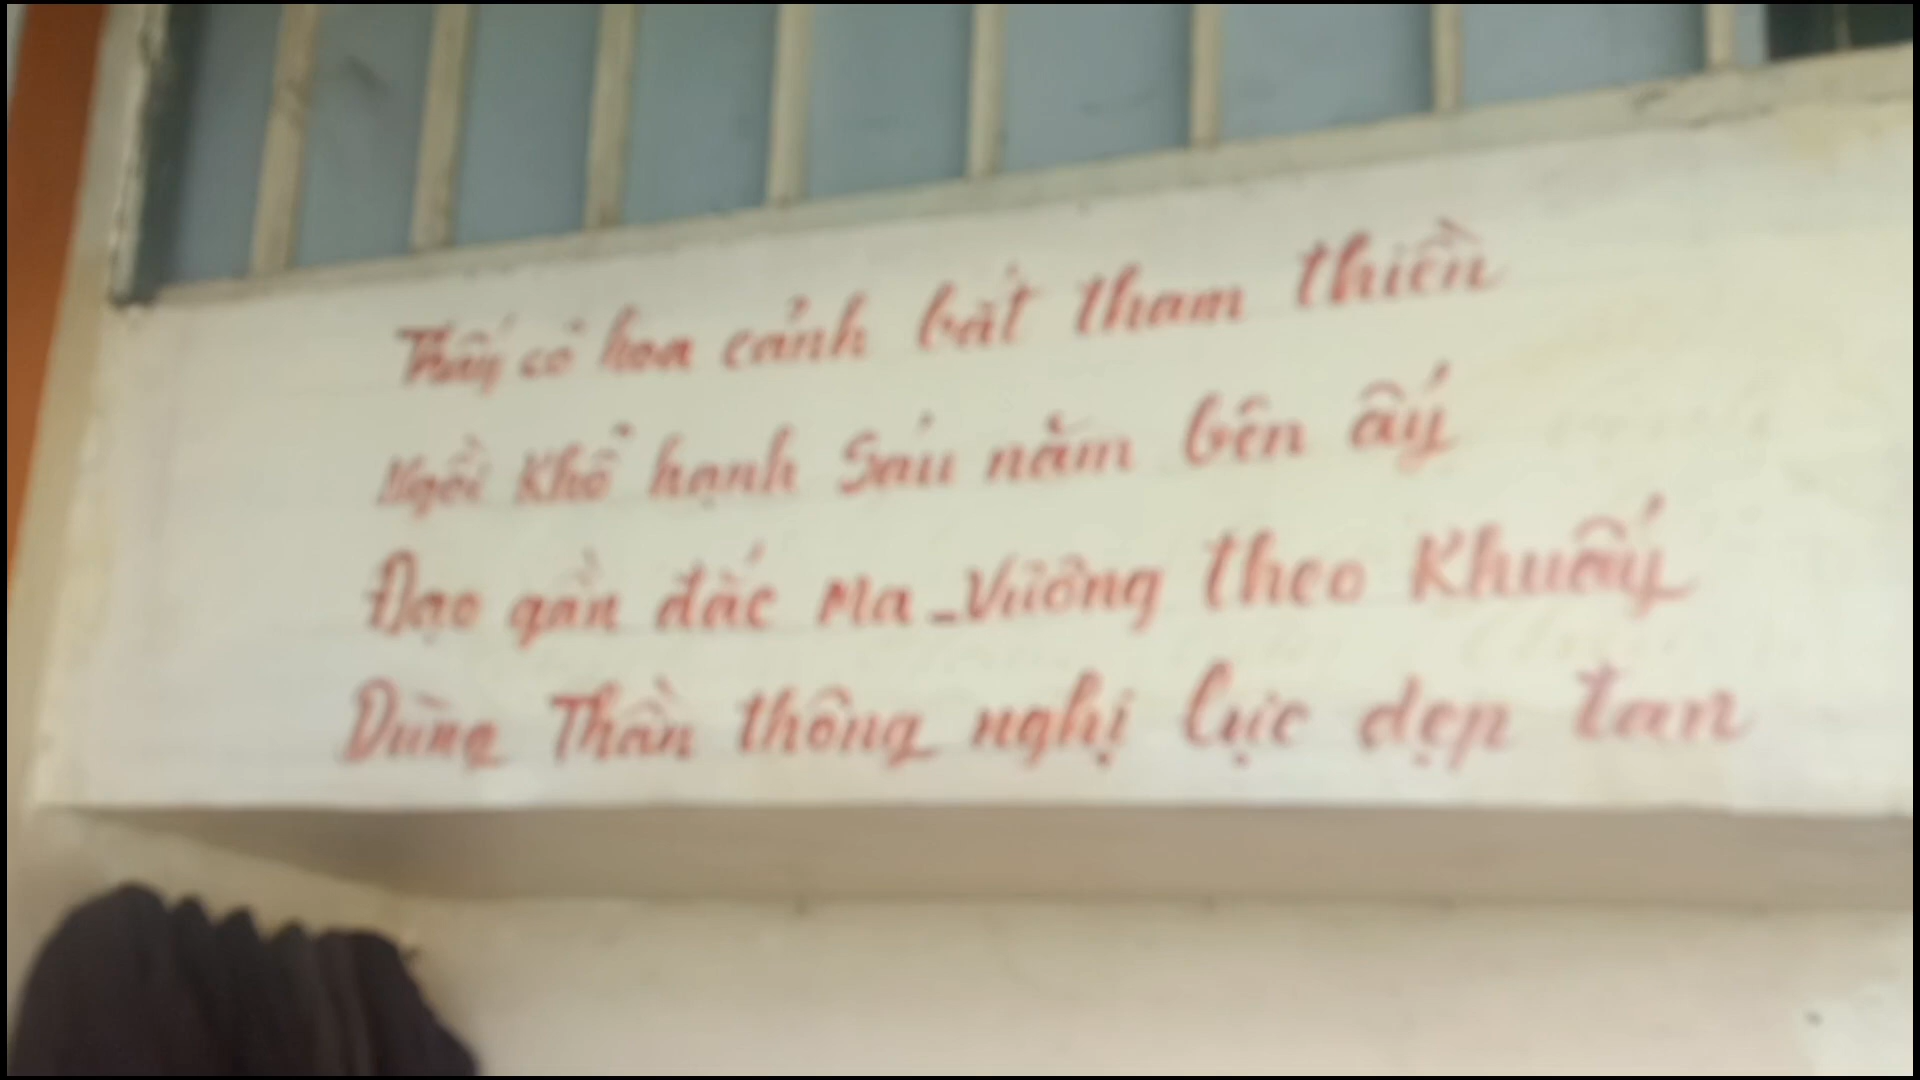 Thấy cỏ hoa cảnh bắt tham thiền
Ngồi Khổ hạnh Sáu năm bên ấy
Đạo gần đắc Ma_Vương theo Khuấy
Dùng Thần thông nghị lực dẹp tan